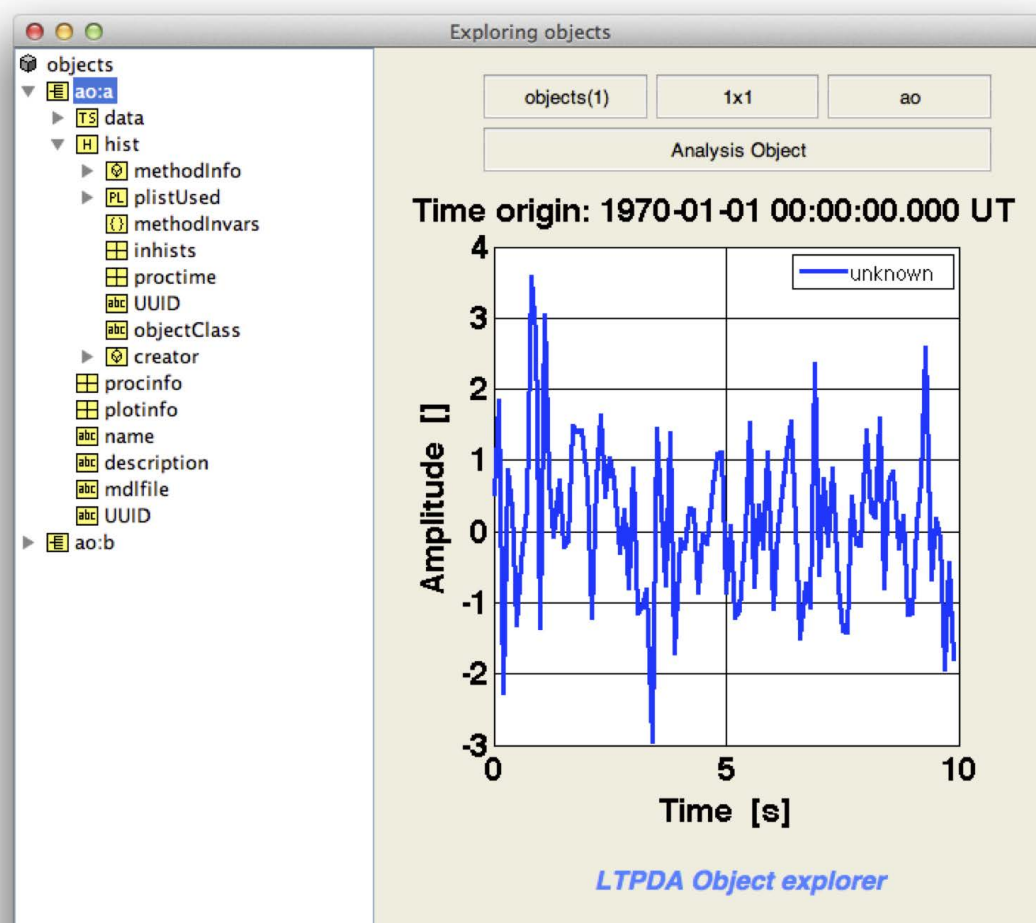 Exploring objects
objects
ao:a
TS data
H hist
methodInfo
PL plistUsed
{} methodInvars
inhists
proctime
abc UUID
abc objectClass
creator
procinfo
plotinfo
abc name
abc description
abc mdlfile
abc UUID
ao:b
objects(1) 1x1 ao
Analysis Object
Time origin: 1970-01-01 00:00:00.000 UT
unknown
4
3
2
1
0
-1
-2
-3
Amplitude []
0 5 10
Time [s]
LTPDA Object explorer